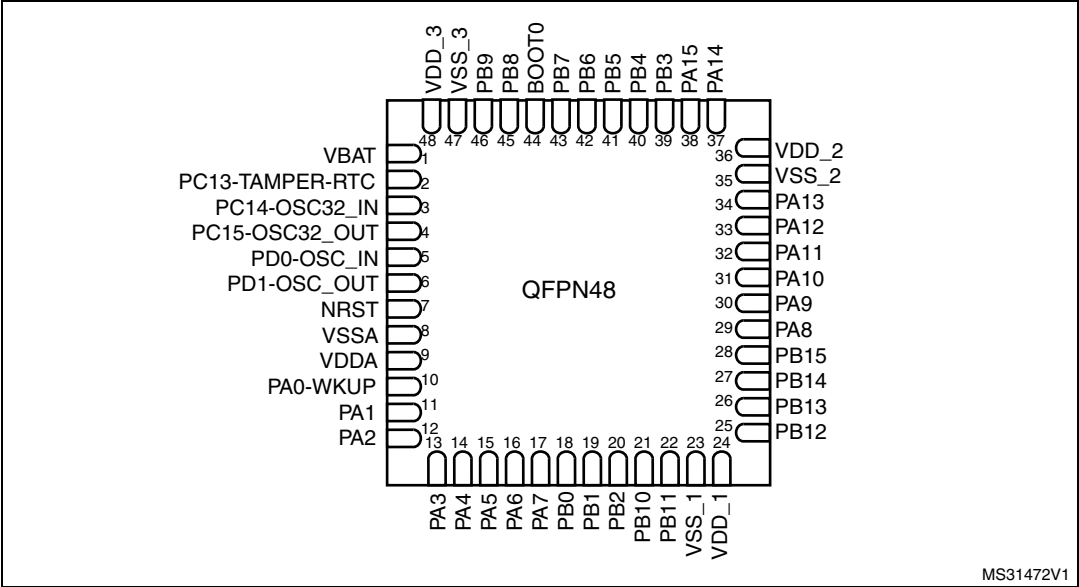 VDD_3
VSS_3
PB9
PB8
BOOT0
PB7
PB6
PB5
PB4
PB3
PA15
PA14
48 47 46 45 44 43 42 41 40 39 38 37
VBAT 1
PC13-TAMPER-RTC 2
PC14-OSC32_IN 3
PC15-OSC32_OUT 4
PD0-OSC_IN 5
PD1-OSC_OUT 6
NRST 7
VSSA 8
VDDA 9
PA0-WKUP 10
PA1 11
PA2 12
QFPN48
36 VDD_2
35 VSS_2
34 PA13
33 PA12
32 PA11
31 PA10
30 PA9
29 PA8
28 PB15
27 PB14
26 PB13
25 PB12
13 14 15 16 17 18 19 20 21 22 23 24
PA3
PA4
PA5
PA6
PA7
PB0
PB1
PB2
PB10
PB11
VSS_1
VDD_1
MS31472V1